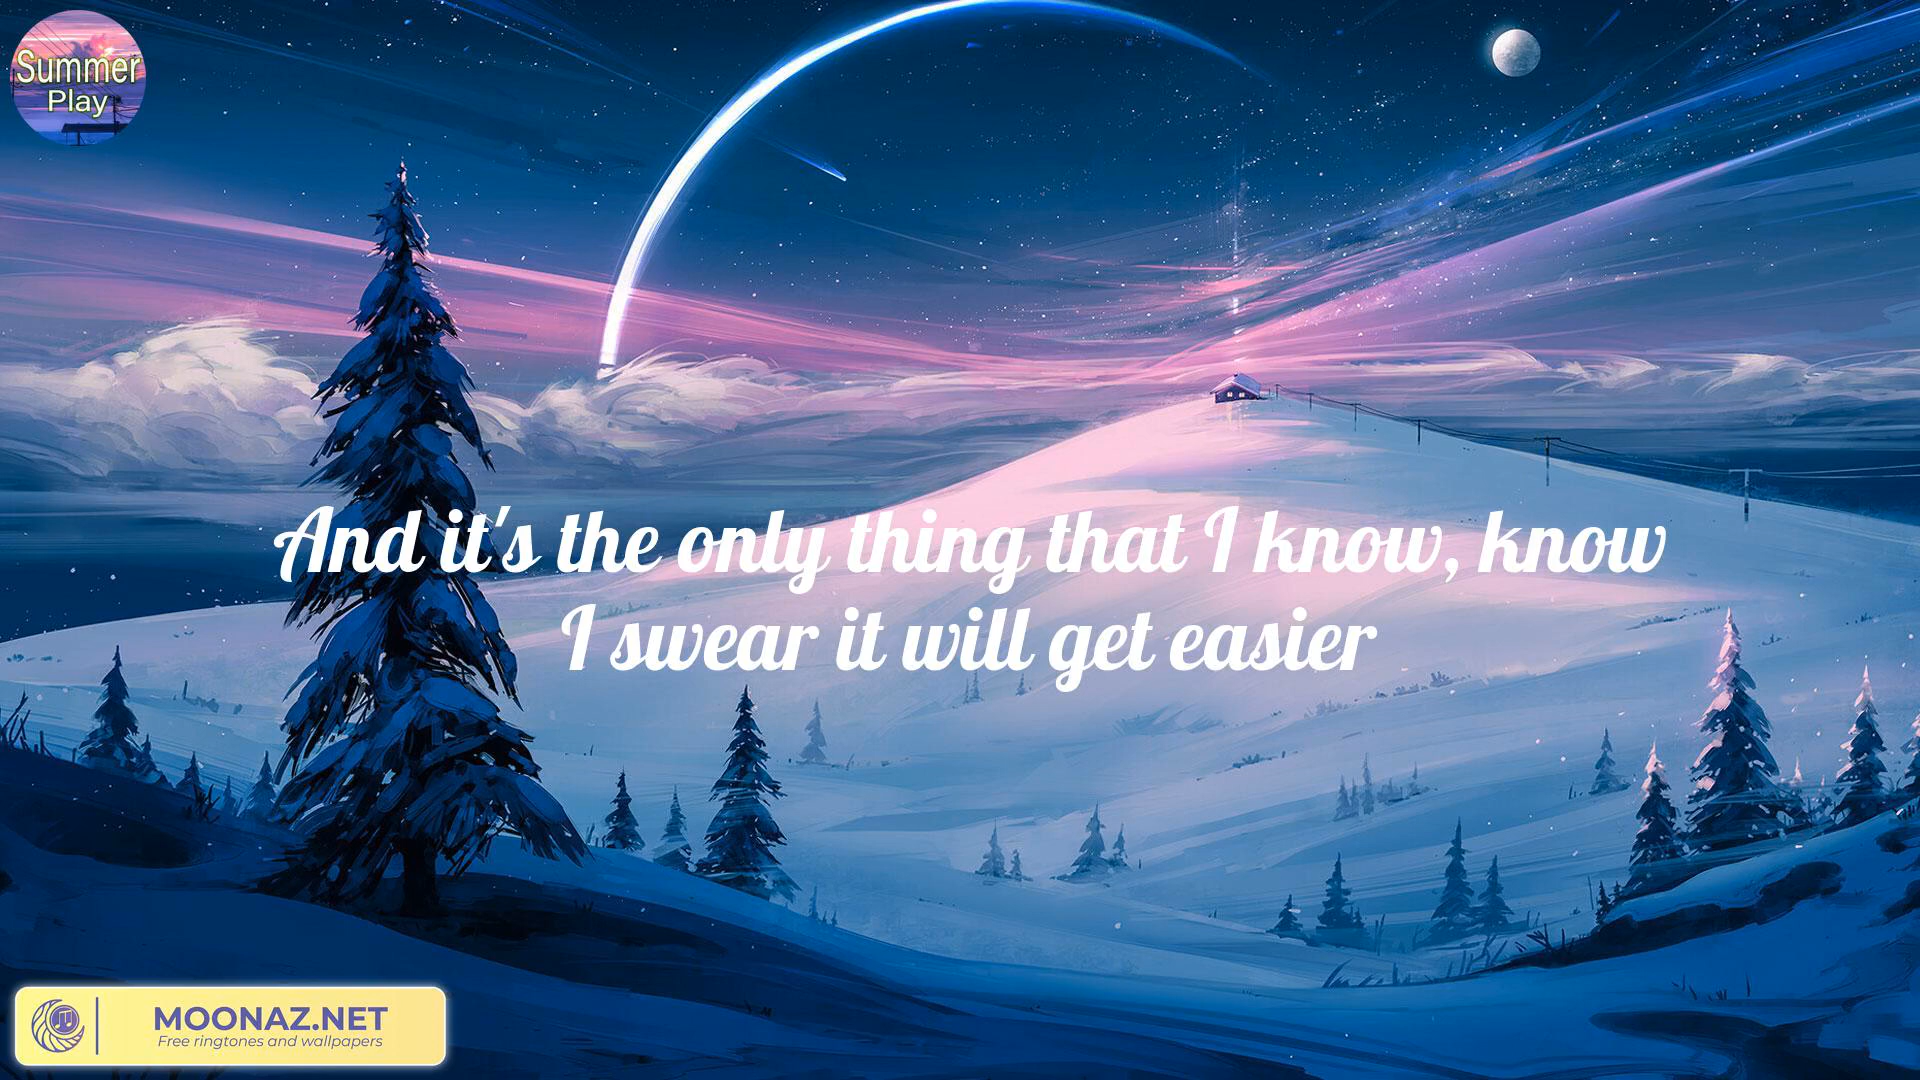 Summer
Play
And it's the only thing that I know, know
I swear it will get easier
MOONAZ.NET
Free ringtones and wallpapers